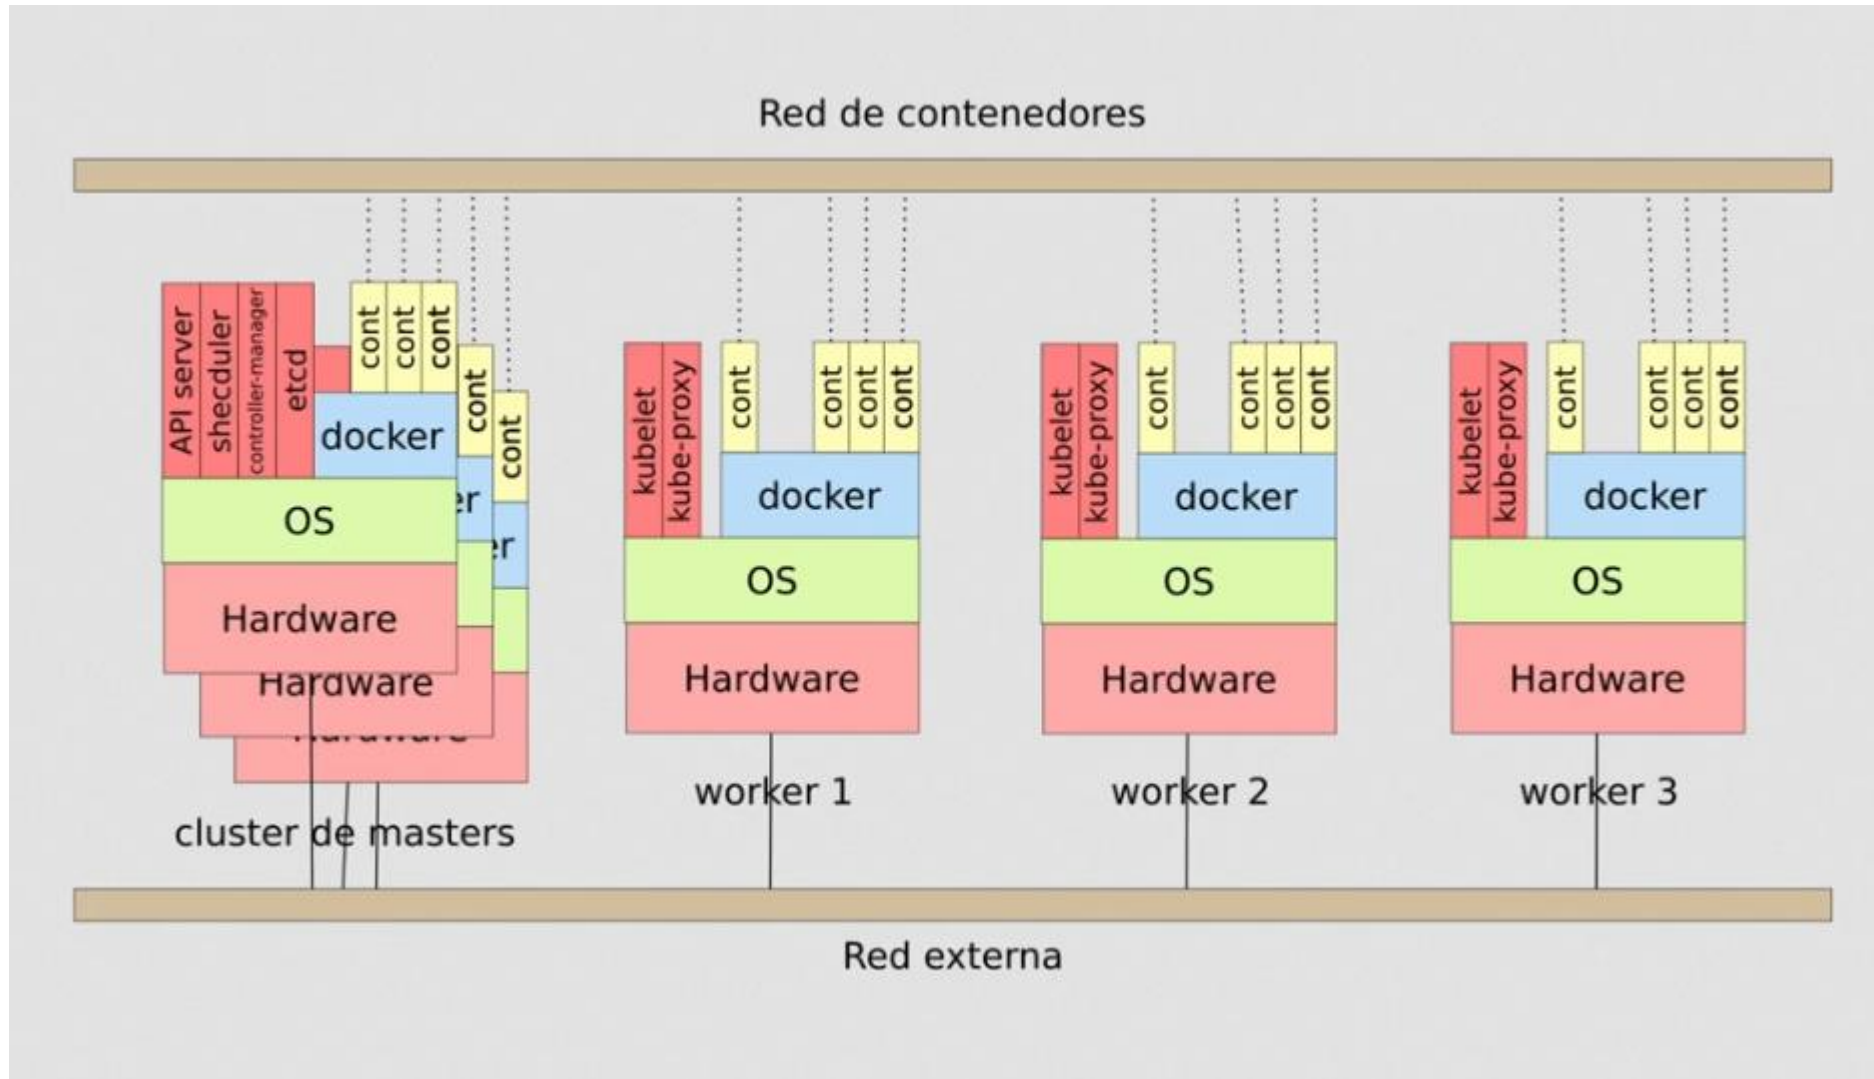 Red de contenedores
API server
shecduler
controller-manager
etcd
cont
cont
cont
cont
cont
docker
er
er
OS
Hardware
Hardware
Hardware
cluster de masters
kubelet
kube-proxy
cont
cont
cont
cont
docker
OS
Hardware
worker 1
kubelet
kube-proxy
cont
cont
cont
cont
docker
OS
Hardware
worker 2
kubelet
kube-proxy
cont
cont
cont
cont
docker
OS
Hardware
worker 3
Red externa